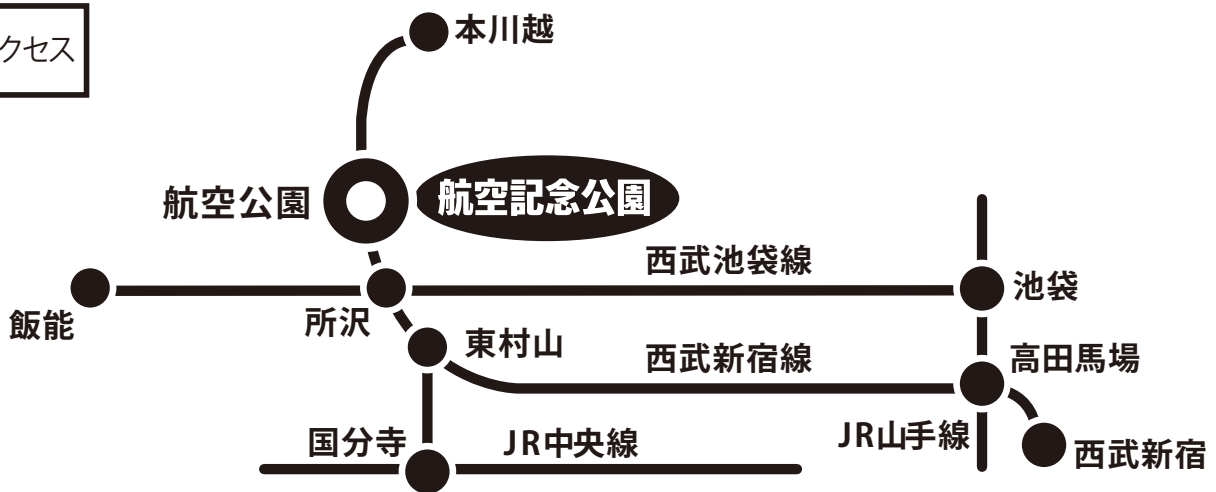 クセス
本川越
航空公園
航空記念公園
西武池袋線
池袋
飯能
所沢
東村山
西武新宿線
高田馬場
国分寺
JR中央線
JR山手線
西武新宿